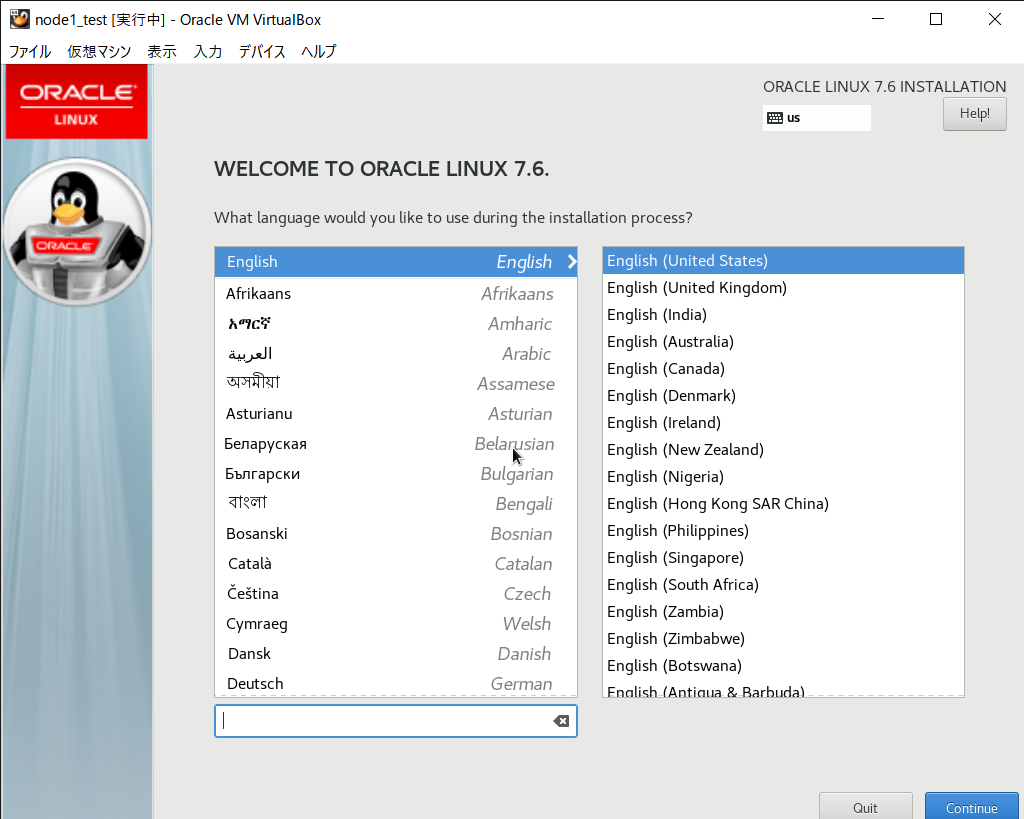 node1_test [実行中] - Oracle VM VirtualBox
ファイル 仮想マシン 表示 入力 デバイス ヘルプ
ORACLE
LINUX
ORACLE
ORACLE LINUX 7.6 INSTALLATION
us
Help!
WELCOME TO ORACLE LINUX 7.6.
What language would you like to use during the installation process?
English English
Afrikaans Afrikaans
አማርኛ Amharic
العربية Arabic
অসমীয়া Assamese
Asturianu Asturian
Беларуская Belarusian
Български Bulgarian
বাংলা Bengali
Bosanski Bosnian
Català Catalan
Čeština Czech
Cymraeg Welsh
Dansk Danish
Deutsch German
English (United States)
English (United Kingdom)
English (India)
English (Australia)
English (Canada)
English (Denmark)
English (Ireland)
English (New Zealand)
English (Nigeria)
English (Hong Kong SAR China)
English (Philippines)
English (Singapore)
English (South Africa)
English (Zambia)
English (Zimbabwe)
English (Botswana)
English (Antigua & Barbuda)
Quit
Continue